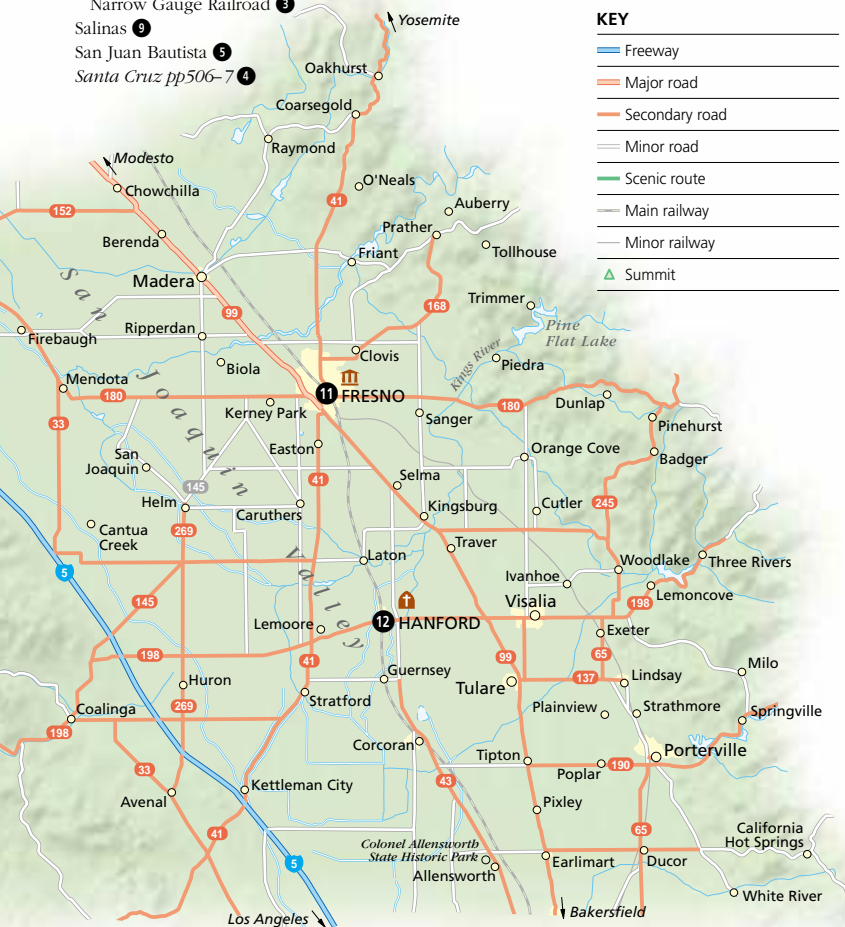 Narrow Gauge Railroad 3
Salinas 9
San Juan Bautista 5
Santa Cruz pp506–7 4
KEY
Freeway
Major road
Secondary road
Minor road
Scenic route
Main railway
Minor railway
Summit
Yosemite
Oakhurst
Coarsegold
Raymond
Modesto
Chowchilla
O'Neals
41
152
Auberry
Berenda
Prather
Tollhouse
Friant
Madera
San
Joaquin
Valley
99
168
Trimmer
Pine
Flat Lake
Firebaugh
Ripperdan
Clovis
Kings River
Biola
Piedra
Mendota
180
11 FRESNO
180
Dunlap
Kerney Park
Sanger
Pinehurst
33
Easton
Orange Cove
Badger
San
Joaquin
41
Selma
145
Helm
Caruthers
Kingsburg
Cutler
245
269
Cantua
Creek
Traver
Laton
Woodlake
Three Rivers
5
Ivanhoe
Lemoncove
145
Visalia
198
Lemoore
12 HANFORD
Exeter
198
41
99
65
Milo
Huron
Guernsey
137
Lindsay
Tulare
269
Stratford
Plainview
Strathmore
Springville
Coalinga
198
Corcoran
Tipton
Porterville
33
Poplar
190
Kettleman City
43
Avenal
Pixley
41
65
California
Hot Springs
Colonel Allensworth
State Historic Park
5
Allensworth
Earlimart
Ducor
White River
Los Angeles
Bakersfield